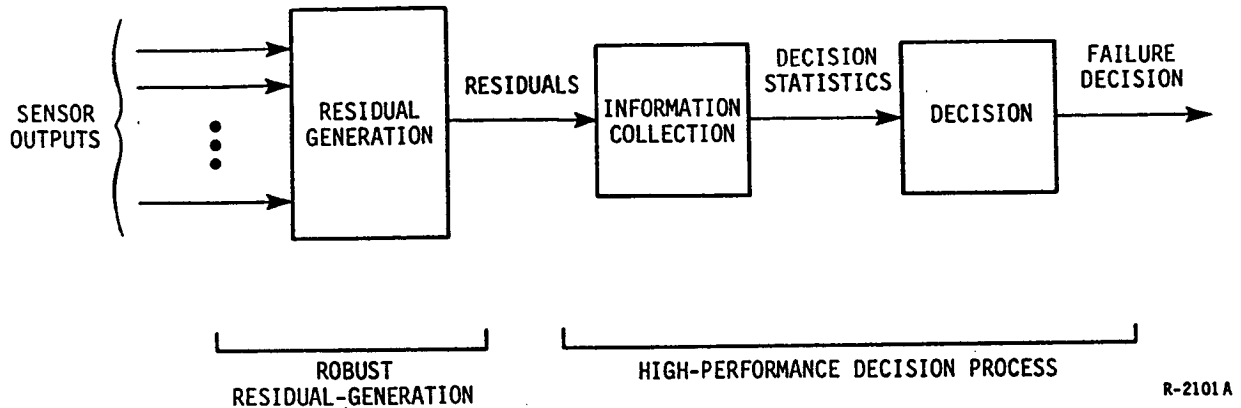 SENSOR
OUTPUTS
RESIDUAL
GENERATION
RESIDUALS
INFORMATION
COLLECTION
DECISION
STATISTICS
DECISION
FAILURE
DECISION
ROBUST
RESIDUAL-GENERATION
HIGH-PERFORMANCE DECISION PROCESS
R-2101A